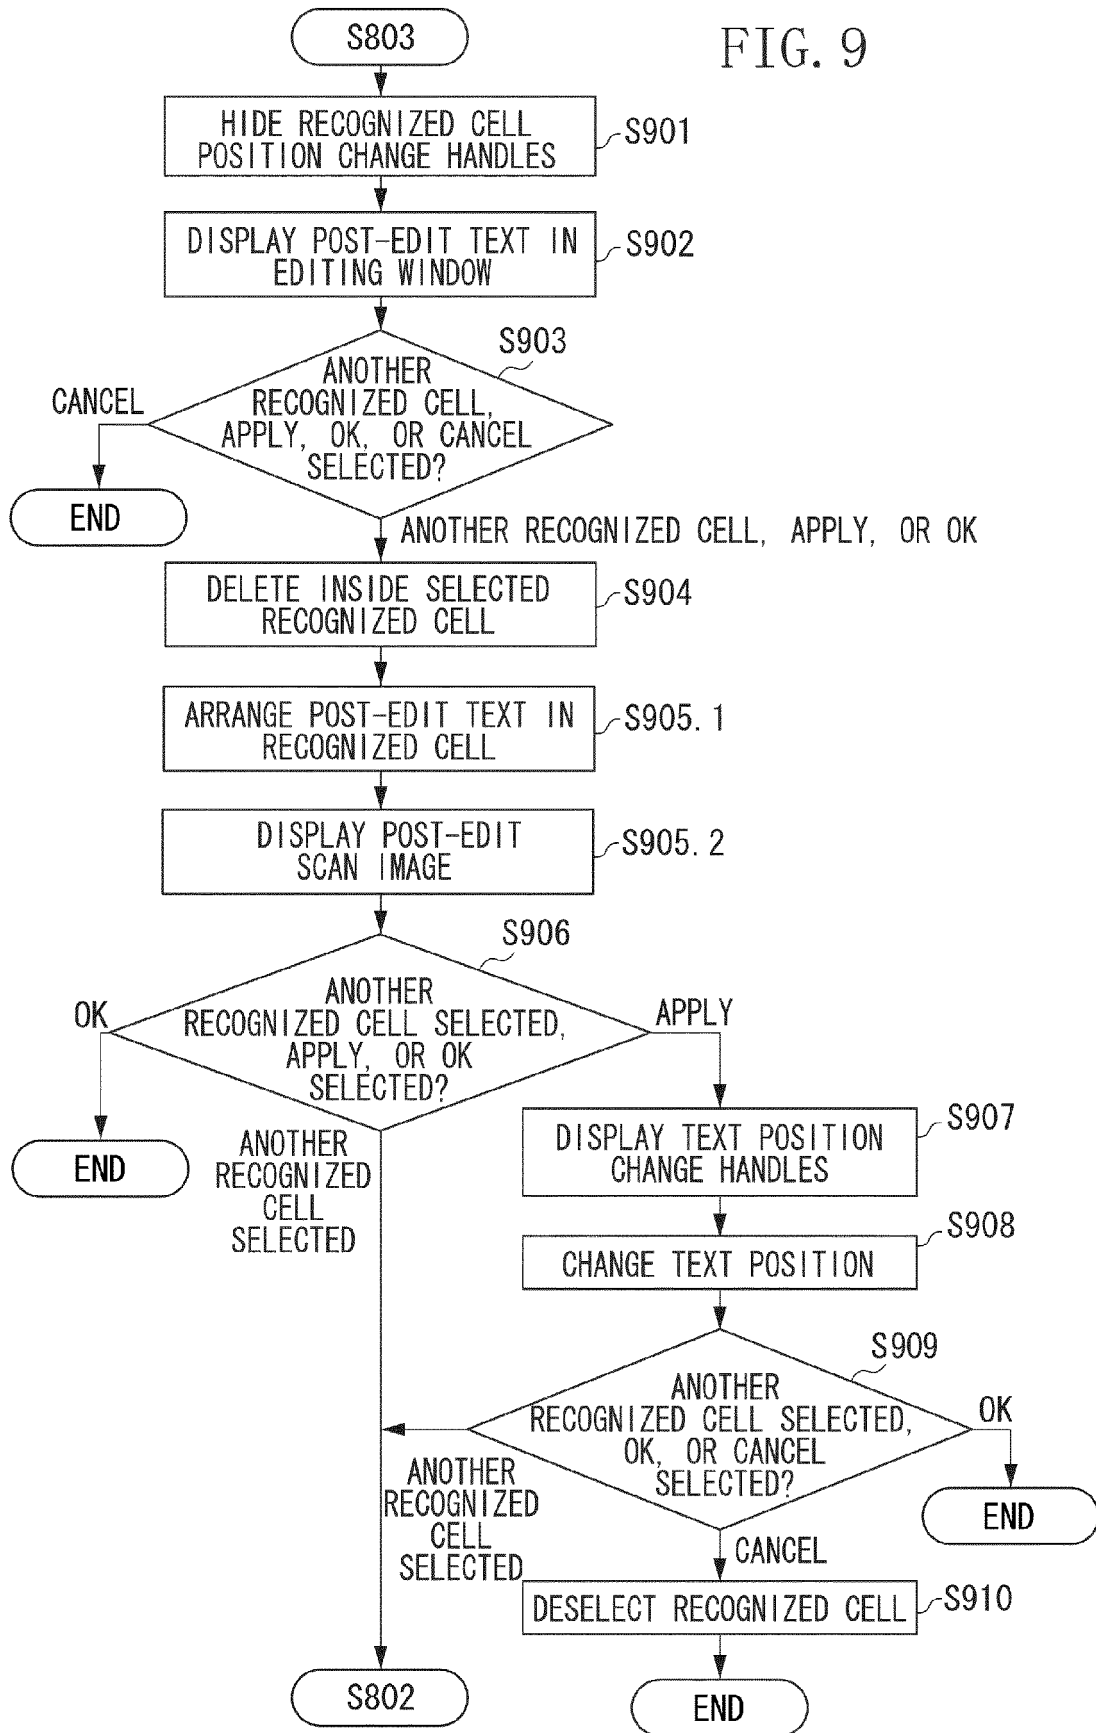 S803
FIG. 9
HIDE RECOGNIZED CELL
POSITION CHANGE HANDLES
S901
DISPLAY POST-EDIT TEXT IN
EDITING WINDOW
S902
S903
ANOTHER
RECOGNIZED CELL,
APPLY, OK, OR CANCEL
SELECTED?
CANCEL
END
ANOTHER RECOGNIZED CELL, APPLY, OR OK
DELETE INSIDE SELECTED
RECOGNIZED CELL
S904
ARRANGE POST-EDIT TEXT IN
RECOGNIZED CELL
S905.1
DISPLAY POST-EDIT
SCAN IMAGE
S905.2
S906
ANOTHER
RECOGNIZED CELL SELECTED,
APPLY, OR OK
SELECTED?
OK
APPLY
END
ANOTHER
RECOGNIZED
CELL
SELECTED
DISPLAY TEXT POSITION
CHANGE HANDLES
S907
CHANGE TEXT POSITION
S908
S909
ANOTHER
RECOGNIZED CELL SELECTED,
OK, OR CANCEL
SELECTED?
OK
END
ANOTHER
RECOGNIZED
CELL
SELECTED
CANCEL
DESELECT RECOGNIZED CELL
S910
S802
END